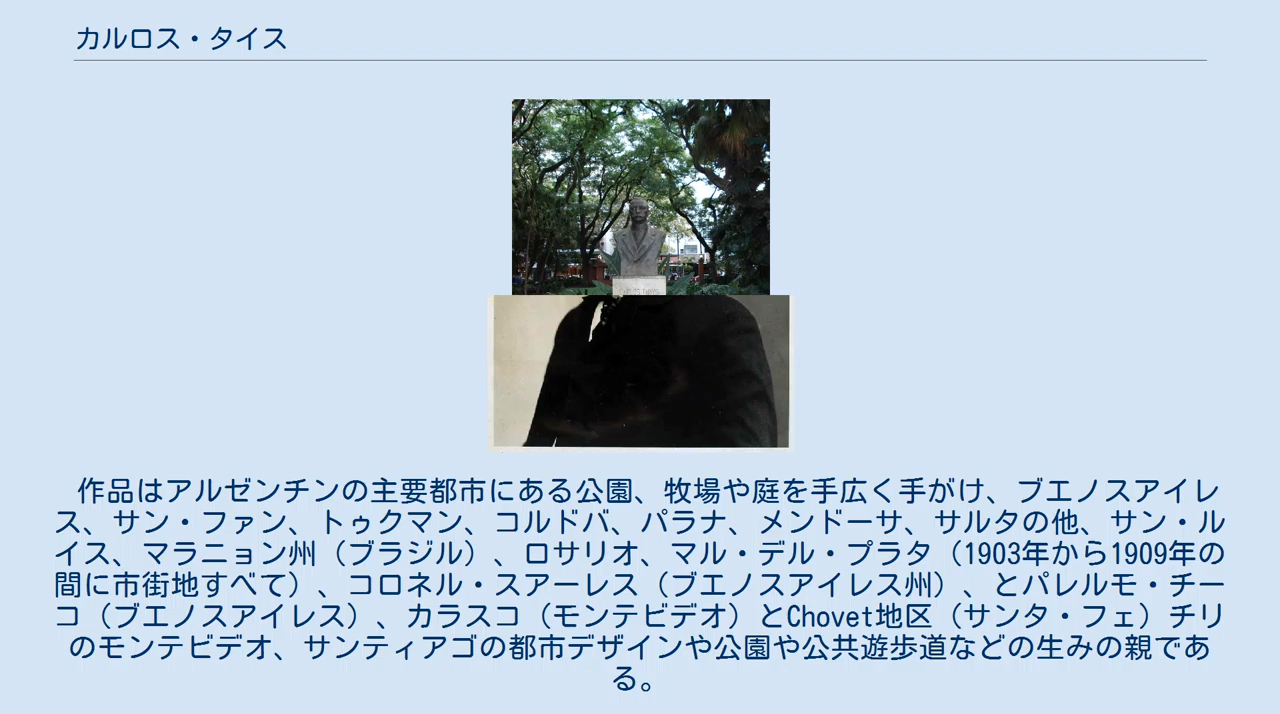 カルロス・タイス
作品はアルゼンチンの主要都市にある公園、牧場や庭を手広く手がけ、ブエノスアイレ
ス、サン・ファン、トゥクマン、コルドバ、パラナ、メンドーサ、サルタの他、サン・ル
イス、マラニョン州（ブラジル）、ロサリオ、マル・デル・プラタ（1903年から1909年の
間に市街地すべて）、コロネル・スアーレス（ブエノスアイレス州）、とパレルモ・チー
コ（ブエノスアイレス）、カラスコ（モンテビデオ）とChovet地区（サンタ・フェ）チリ
のモンテビデオ、サンティアゴの都市デザインや公園や公共遊歩道などの生みの親であ
る。